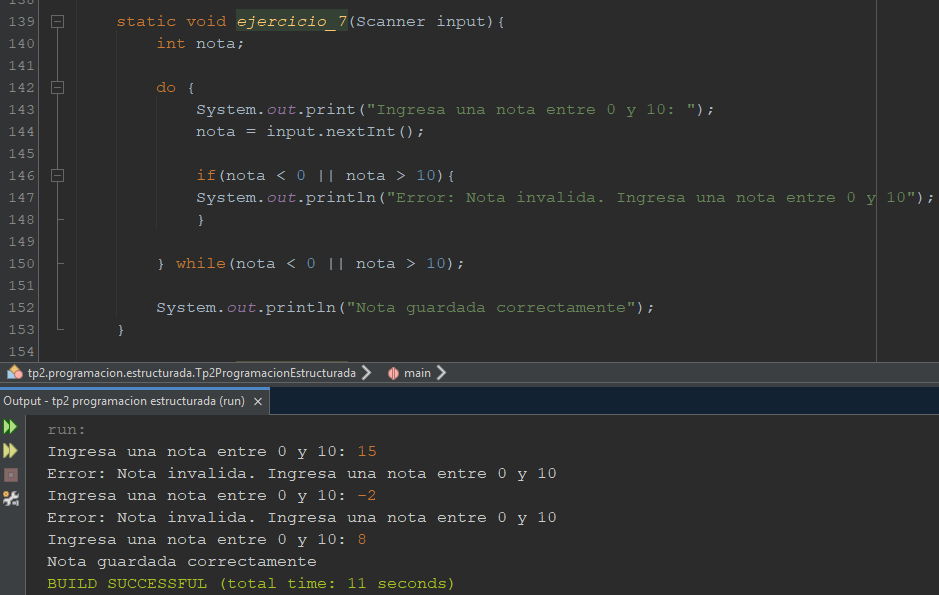 138
139 static void ejercicio_7(Scanner input){
140 int nota;
141
142 do {
143 System.out.print("Ingresa una nota entre 0 y 10: ");
144 nota = input.nextInt();
145
146 if(nota < 0 || nota > 10){
147 System.out.println("Error: Nota invalida. Ingresa una nota entre 0 y 10");
148 }
149
150 } while(nota < 0 || nota > 10);
151
152 System.out.println("Nota guardada correctamente");
153 }
154
tp2.programacion.estructurada.Tp2ProgramacionEstructurada main
Output - tp2 programacion estructurada (run) ×
run:
Ingresa una nota entre 0 y 10: 15
Error: Nota invalida. Ingresa una nota entre 0 y 10
Ingresa una nota entre 0 y 10: -2
Error: Nota invalida. Ingresa una nota entre 0 y 10
Ingresa una nota entre 0 y 10: 8
Nota guardada correctamente
BUILD SUCCESSFUL (total time: 11 seconds)